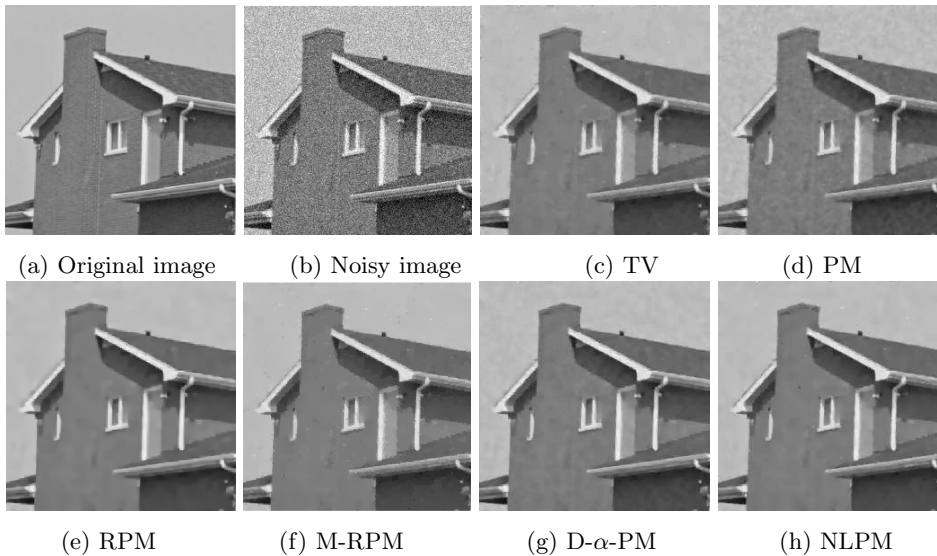 (a) Original image
(b) Noisy image
(c) TV
(d) PM
(e) RPM
(f) M-RPM
(g) D-α-PM
(h) NLPM